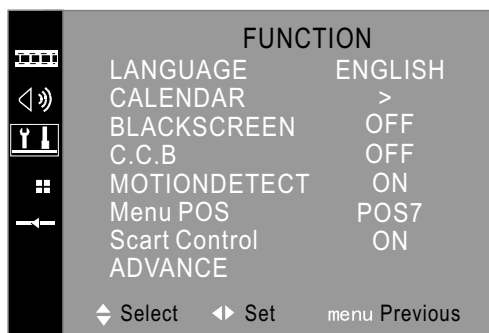 FUNCTION
LANGUAGE ENGLISH
CALENDAR >
BLACKSCREEN OFF
C.C.B OFF
MOTIONDETECT ON
Menu POS POS7
Scart Control ON
ADVANCE
Select Set menu Previous